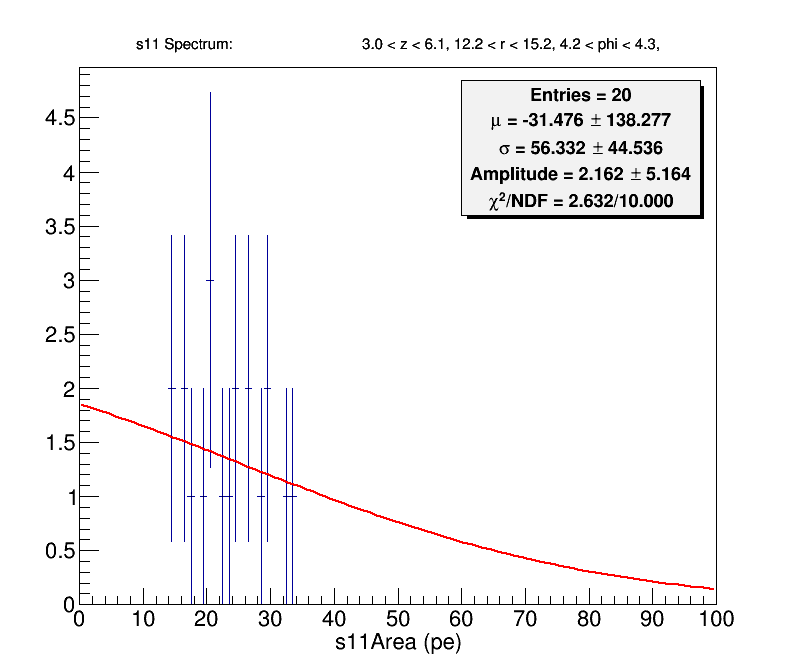 s11 Spectrum: 3.0 < z < 6.1, 12.2 < r < 15.2, 4.2 < phi < 4.3,
Entries = 20
μ = -31.476 ± 138.277
σ = 56.332 ± 44.536
Amplitude = 2.162 ± 5.164
χ²/NDF = 2.632/10.000
4.5
4
3.5
3
2.5
2
1.5
1
0.5
0
0 10 20 30 40 50 60 70 80 90 100
s11Area (pe)